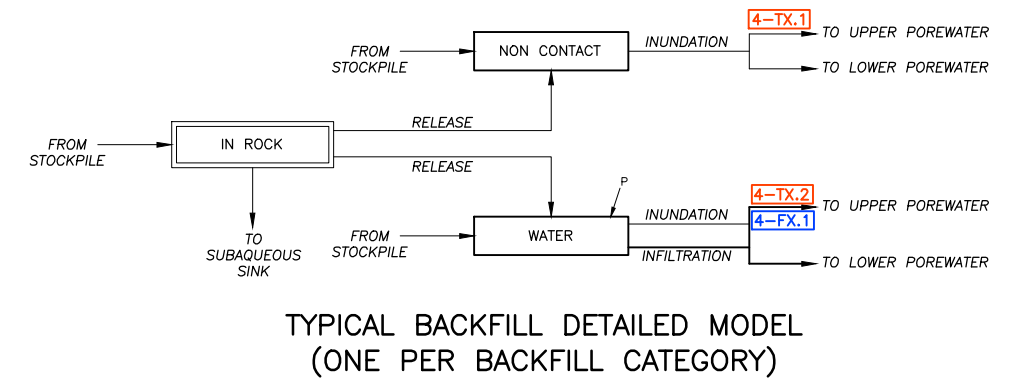 4-TX.1
FROM
STOCKPILE
NON CONTACT
INUNDATION
TO UPPER POREWATER
TO LOWER POREWATER
FROM
STOCKPILE
IN ROCK
RELEASE
RELEASE
TO
SUBAQUEOUS
SINK
P
FROM
STOCKPILE
WATER
INUNDATION
INFILTRATION
4-TX.2
4-FX.1
TO UPPER POREWATER
TO LOWER POREWATER
TYPICAL BACKFILL DETAILED MODEL
(ONE PER BACKFILL CATEGORY)